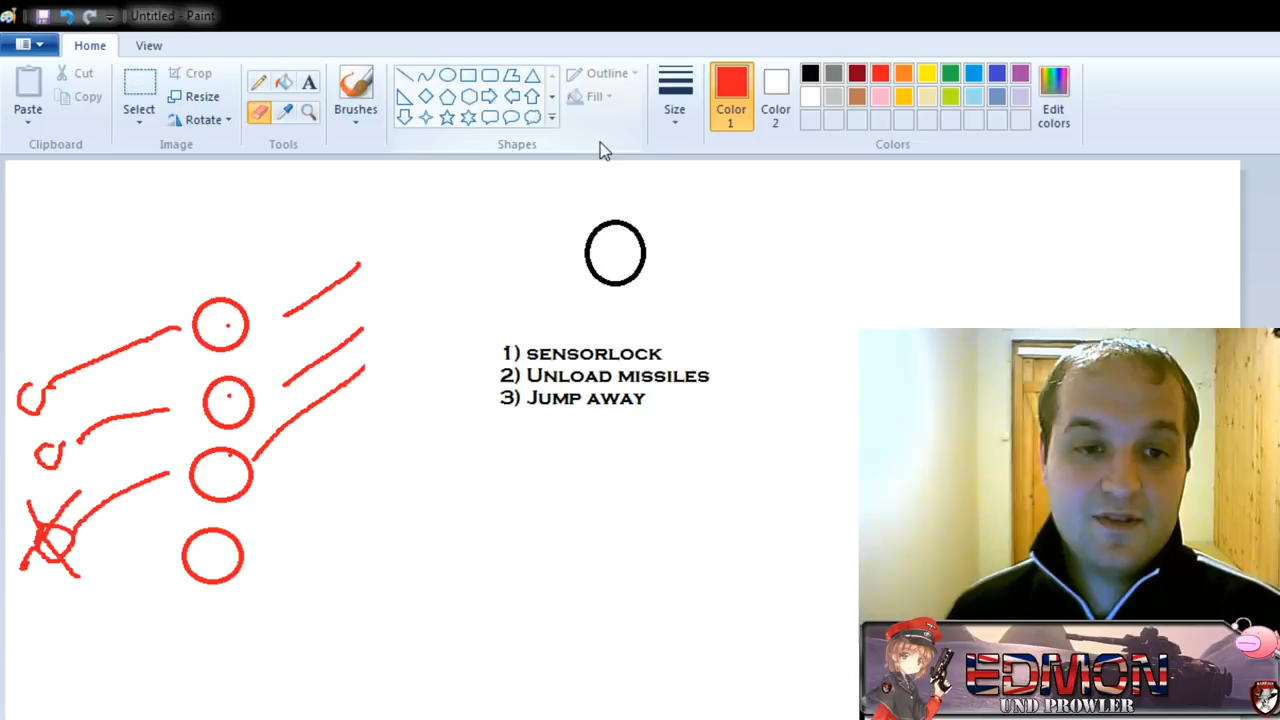 Untitled - Paint
Home
View
Paste
Cut
Copy
Clipboard
Select
Crop
Resize
Rotate
Image
A
Tools
Brushes
Outline
Fill
Shapes
Size
Color 1
Color 2
Edit colors
Colors
1) SENSORLOCK
2) UNLOAD MISSILES
3) JUMP AWAY
EDMON
UND PROWLER